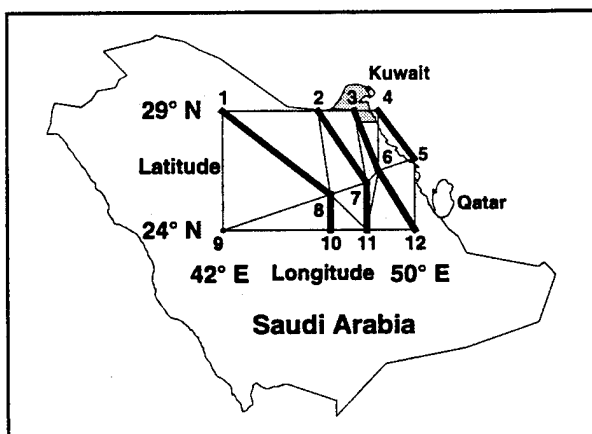 Kuwait
1 2 3 4
29° N
Latitude
6 5
7
8
Qatar
24° N
9 10 11 12
42° E Longitude 50° E
Saudi Arabia